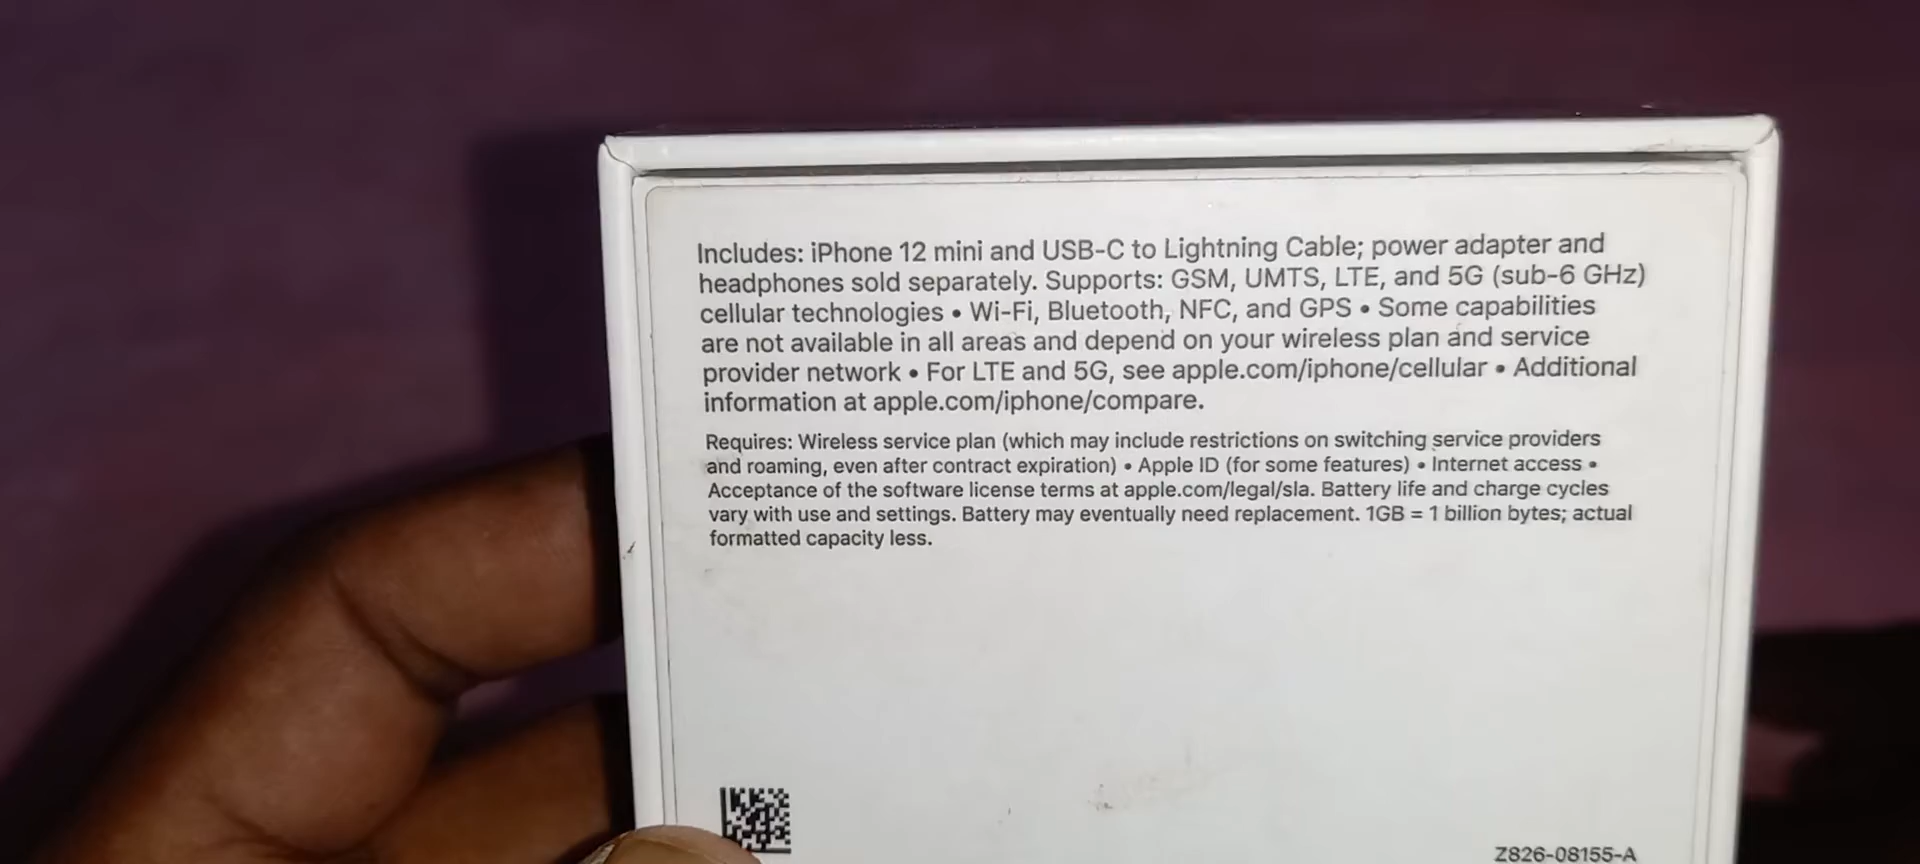 Includes: iPhone 12 mini and USB-C to Lightning Cable; power adapter and
headphones sold separately. Supports: GSM, UMTS, LTE, and 5G (sub-6 GHz)
cellular technologies • Wi-Fi, Bluetooth, NFC, and GPS • Some capabilities
are not available in all areas and depend on your wireless plan and service
provider network • For LTE and 5G, see apple.com/iphone/cellular • Additional
information at apple.com/iphone/compare.
Requires: Wireless service plan (which may include restrictions on switching service providers
and roaming, even after contract expiration) • Apple ID (for some features) • Internet access •
Acceptance of the software license terms at apple.com/legal/sla. Battery life and charge cycles
vary with use and settings. Battery may eventually need replacement. 1GB = 1 billion bytes; actual
formatted capacity less.
Z826-08155-A